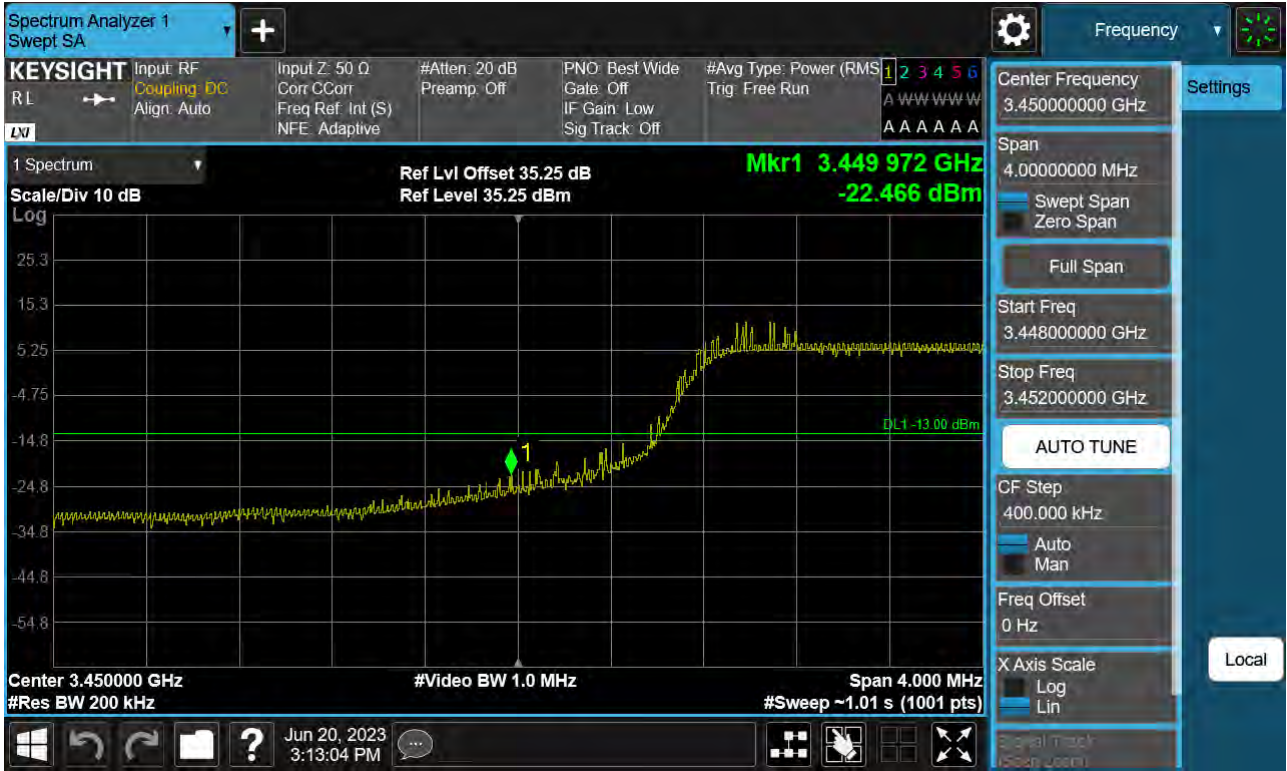 Spectrum Analyzer 1
Swept SA
Frequency
KEYSIGHT
RL
LXI
Input: RF
Coupling: DC
Align: Auto
Input Z: 50 Ω
Corr CCorr
Freq Ref: Int (S)
NFE: Adaptive
#Atten: 20 dB
Preamp: Off
PNO: Best Wide
Gate: Off
IF Gain: Low
Sig Track: Off
#Avg Type: Power (RMS
Trig: Free Run
1 2 3 4 5 6
A W W W W W
A A A A A A
1 Spectrum
Scale/Div 10 dB
Log
Ref Lvl Offset 35.25 dB
Ref Level 35.25 dBm
Mkr1 3.449 972 GHz
-22.466 dBm
25.3
15.3
5.25
-4.75
-14.8
-24.8
-34.8
-44.8
-54.8
1
DL1 -13.00 dBm
Center 3.450000 GHz
#Res BW 200 kHz
#Video BW 1.0 MHz
Span 4.000 MHz
#Sweep ~1.01 s (1001 pts)
Center Frequency
3.450000000 GHz
Settings
Span
4.00000000 MHz
Swept Span
Zero Span
Full Span
Start Freq
3.448000000 GHz
Stop Freq
3.452000000 GHz
AUTO TUNE
CF Step
400.000 kHz
Auto
Man
Freq Offset
0 Hz
X Axis Scale
Log
Lin
Local
Signal Track
(Span Zoom)
?
Jun 20, 2023
3:13:04 PM